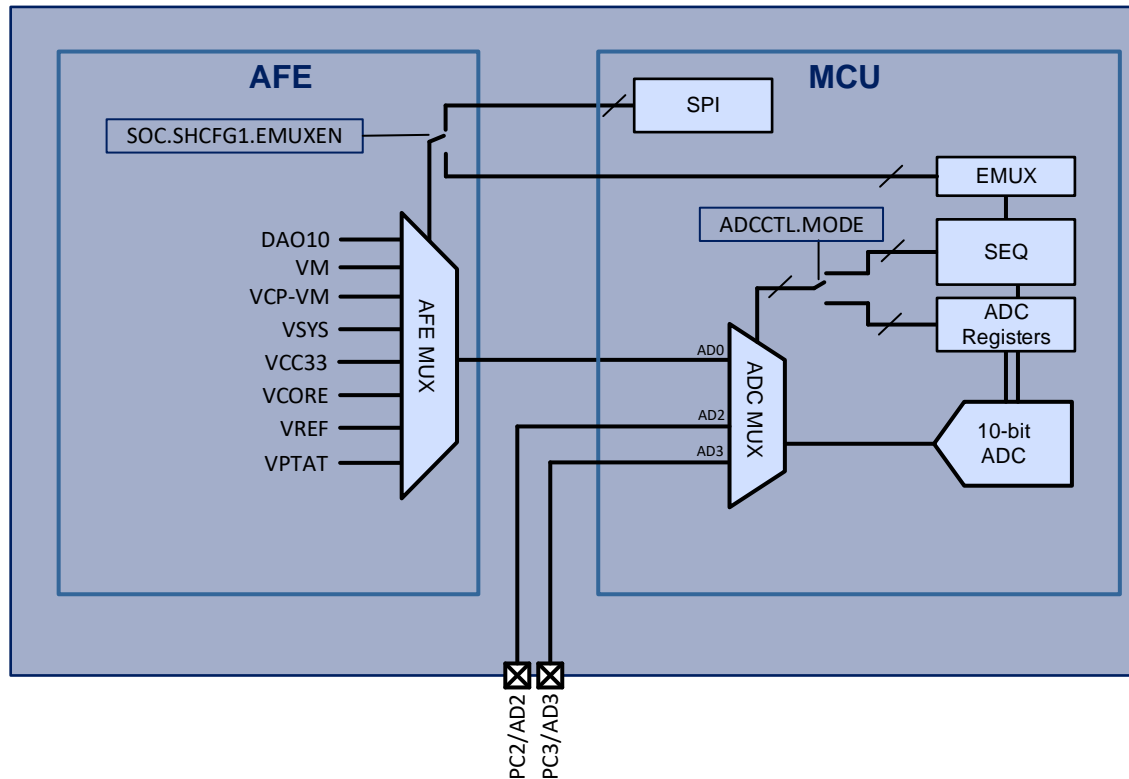 AFE
MCU
SPI
SOC.SHCFG1.EMUXEN
EMUX
ADCCTL.MODE
SEQ
DAO10
VM
VCP-VM
VSYS
VCC33
VCORE
VREF
VPTAT
AFE MUX
ADC
Registers
AD0
AD2
AD3
ADC MUX
10-bit
ADC
PC2/AD2
PC3/AD3